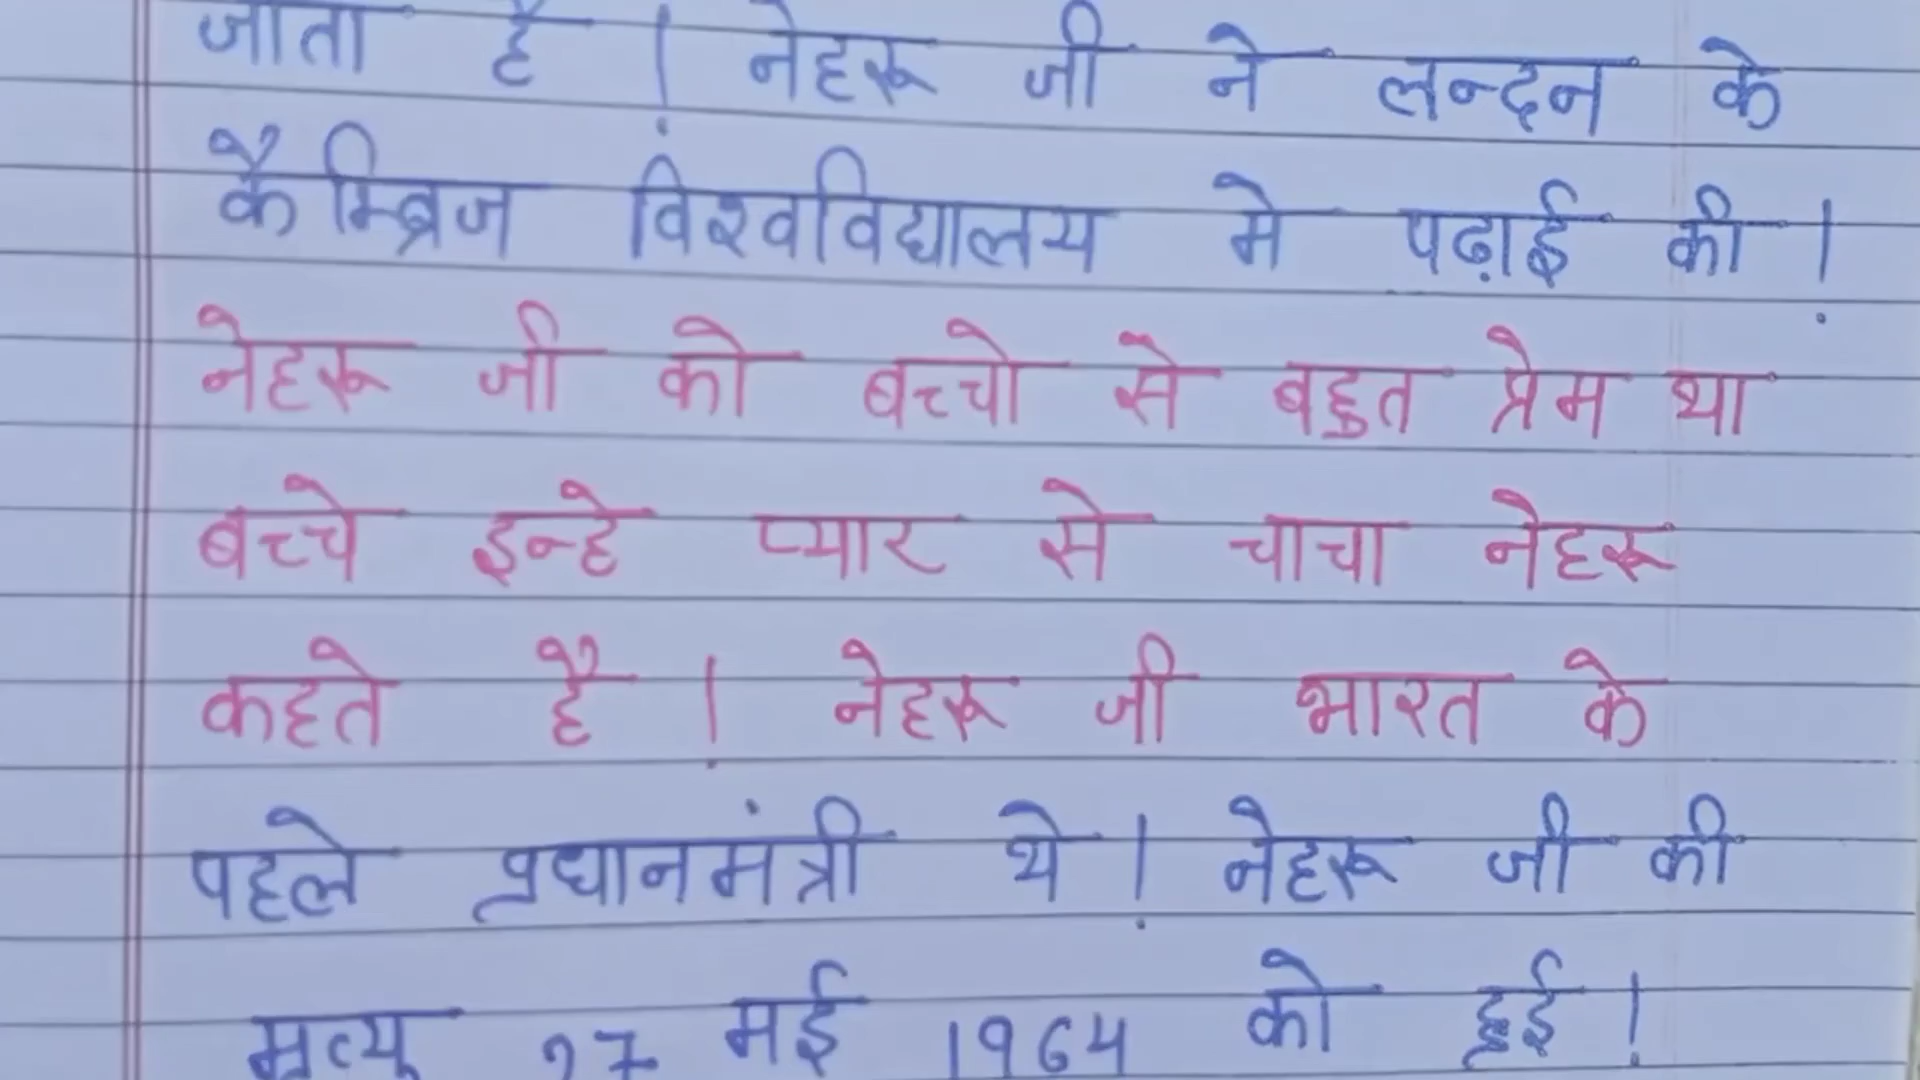 जाता है । नेहरू जी ने लन्दन के
कैम्ब्रिज विश्वविद्यालय मे पढ़ाई की ।
नेहरू जी को बच्चो से बहुत प्रेम था
बच्चे इन्हे प्यार से चाचा नेहरू
कहते है । नेहरू जी भारत के
पहले प्रधानमंत्री थे । नेहरू जी की
मृत्यु 27 मई 1964 को हुई ।